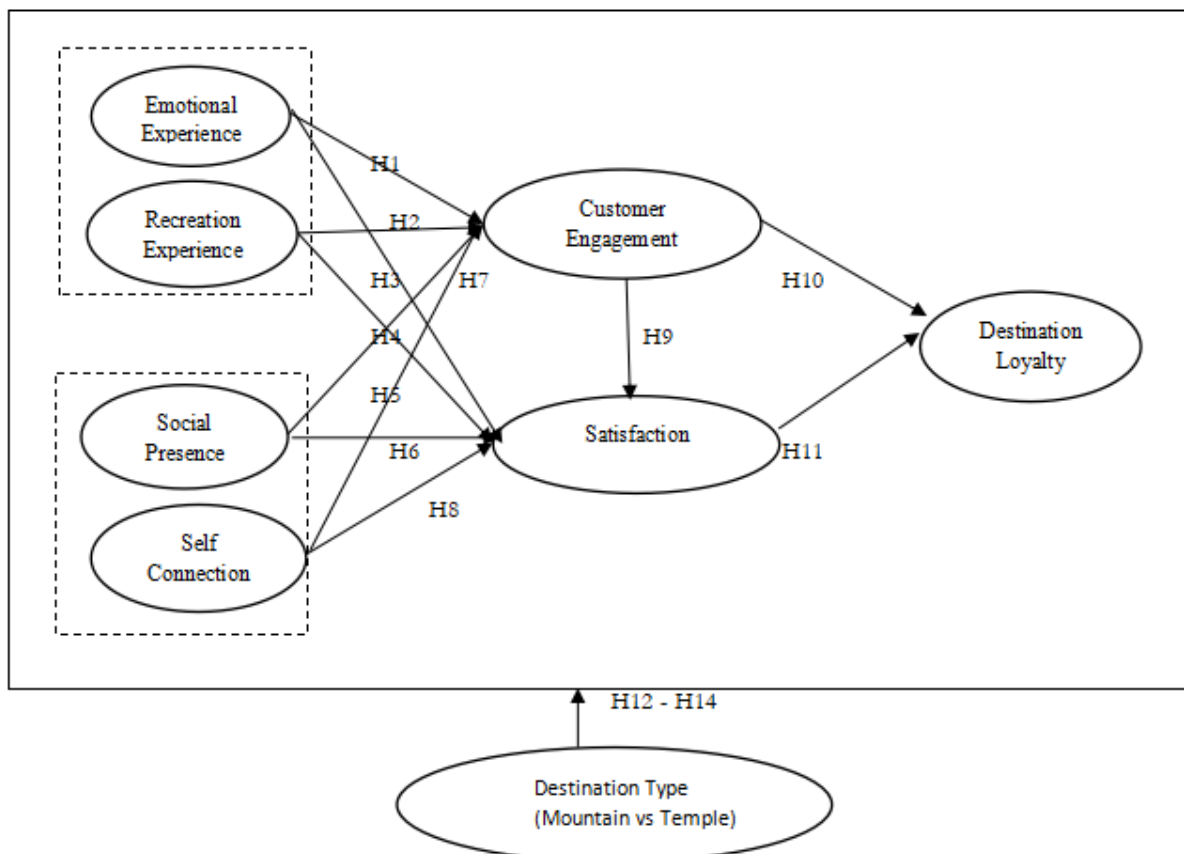 Emotional
Experience
H1
Recreation
Experience
H2
Customer
Engagement
H3
H7
H10
H4
H9
Destination
Loyalty
H5
Social
Presence
Satisfaction
H6
H11
H8
Self
Connection
H12 - H14
Destination Type
(Mountain vs Temple)